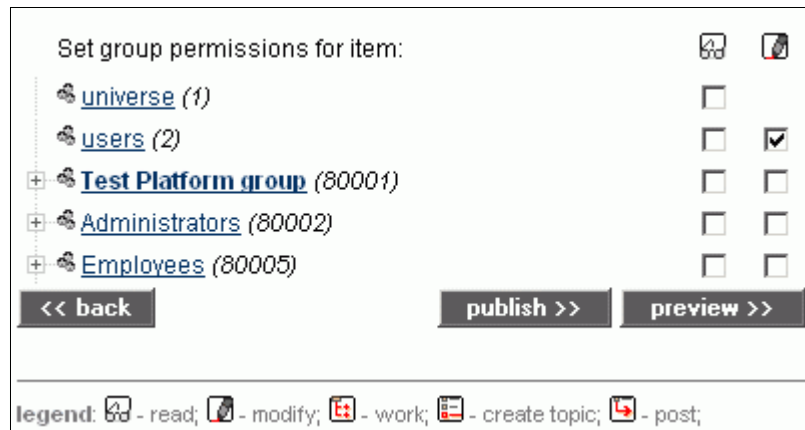 Set group permissions for item:
universe (1)
users (2)
Test Platform group (80001)
Administrators (80002)
Employees (80005)
<< back publish >> preview >>
legend: - read; - modify; - work; - create topic; - post;